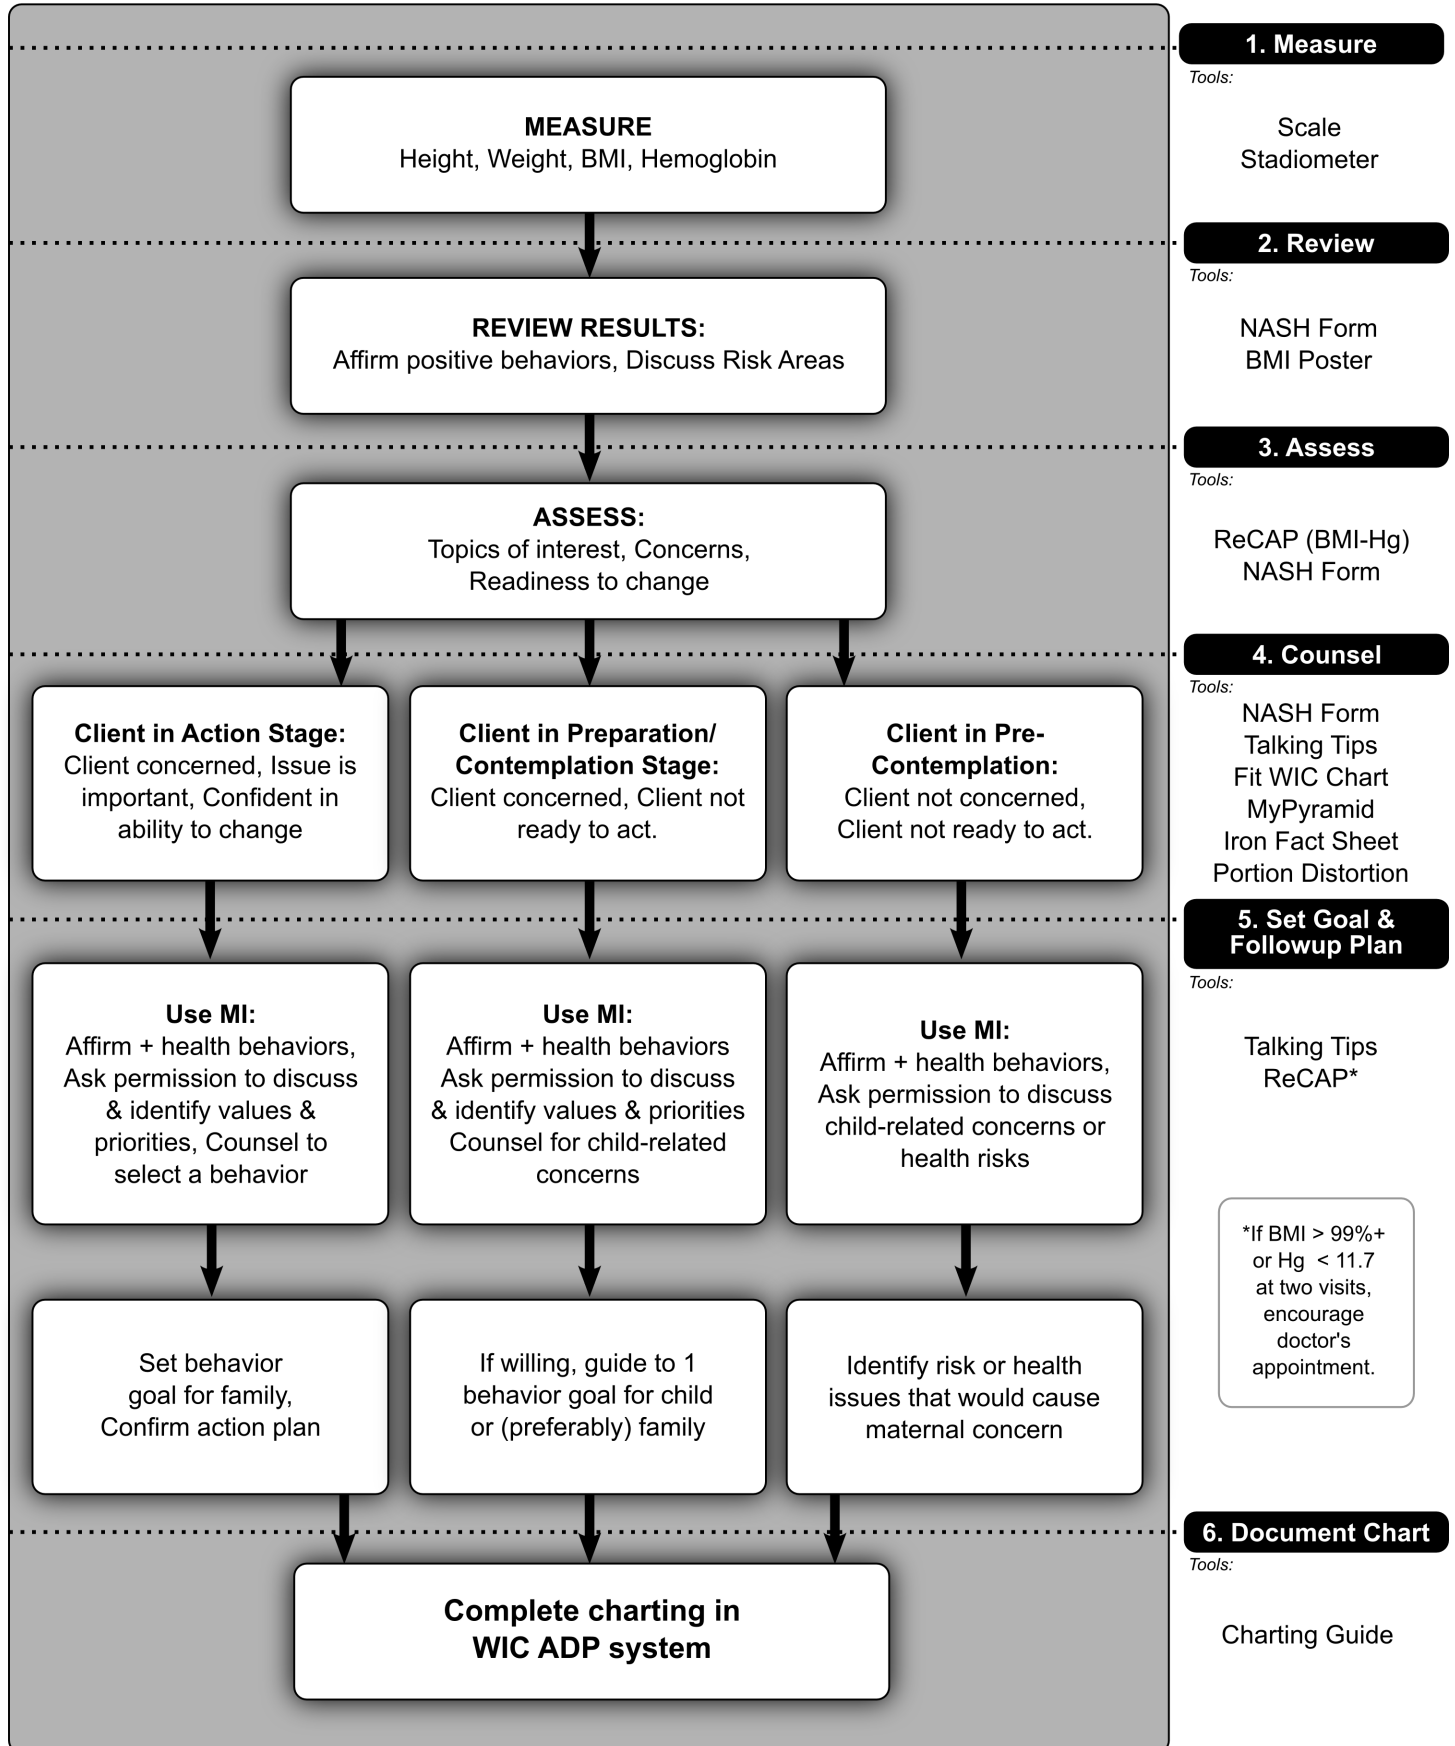 1. Measure
Tools:
Scale
Stadiometer
MEASURE
Height, Weight, BMI, Hemoglobin
2. Review
Tools:
NASH Form
BMI Poster
REVIEW RESULTS:
Affirm positive behaviors, Discuss Risk Areas
3. Assess
Tools:
ReCAP (BMI-Hg)
NASH Form
ASSESS:
Topics of interest, Concerns,
Readiness to change
4. Counsel
Tools:
NASH Form
Talking Tips
Fit WIC Chart
MyPyramid
Iron Fact Sheet
Portion Distortion
Client in Action Stage:
Client concerned, Issue is
important, Confident in
ability to change
Client in Preparation/
Contemplation Stage:
Client concerned, Client not
ready to act.
Client in Pre-
Contemplation:
Client not concerned,
Client not ready to act.
5. Set Goal &
Followup Plan
Tools:
Talking Tips
ReCAP*
Use MI:
Affirm + health behaviors,
Ask permission to discuss
& identify values &
priorities, Counsel to
select a behavior
Use MI:
Affirm + health behaviors
Ask permission to discuss
& identify values & priorities
Counsel for child-related
concerns
Use MI:
Affirm + health behaviors,
Ask permission to discuss
child-related concerns or
health risks
*If BMI > 99%+
or Hg < 11.7
at two visits,
encourage
doctor's
appointment.
Set behavior
goal for family,
Confirm action plan
If willing, guide to 1
behavior goal for child
or (preferably) family
Identify risk or health
issues that would cause
maternal concern
6. Document Chart
Tools:
Charting Guide
Complete charting in
WIC ADP system